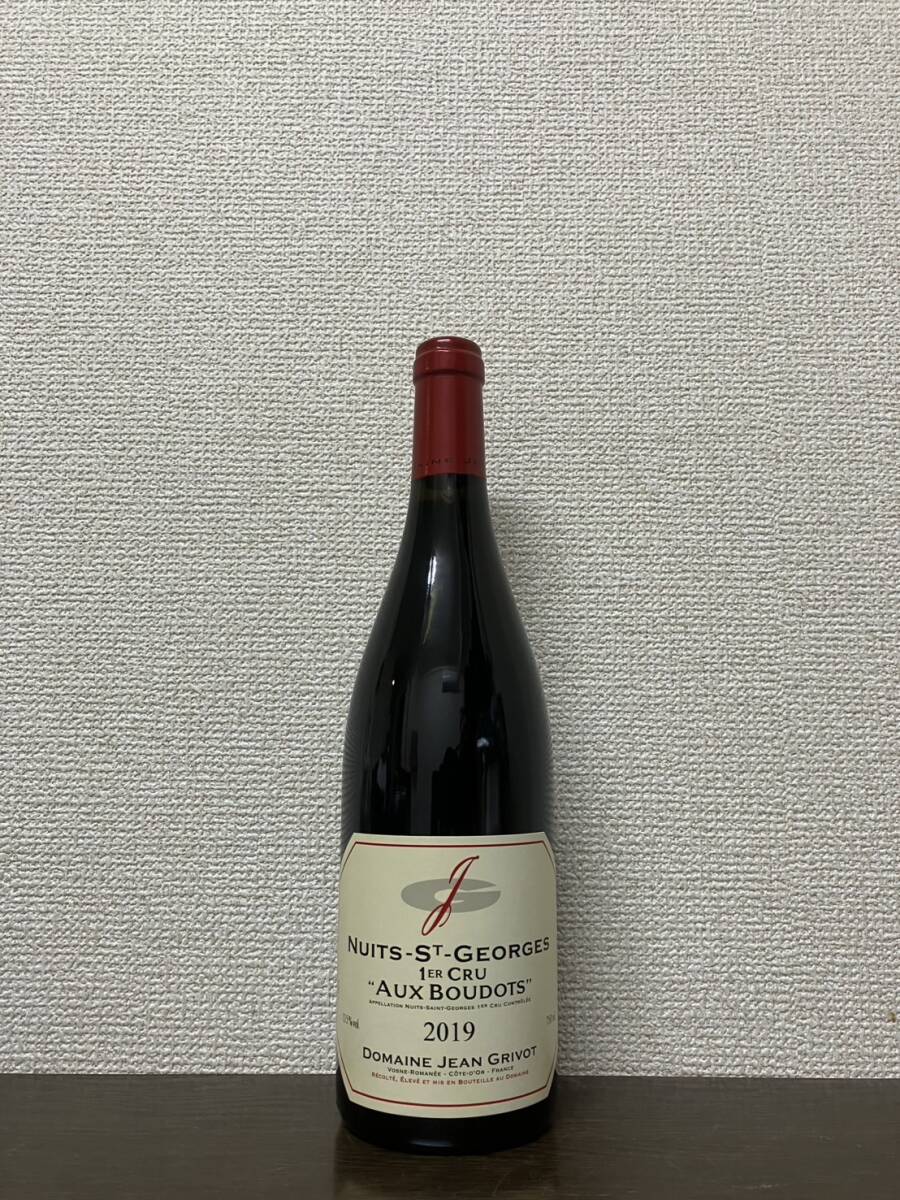 JG
NUITS-ST-GEORGES
1ER CRU
"AUX BOUDOTS"
APPELLATION NUITS-SAINT-GEORGES 1ER CRU CONTRÔLÉE
2019
DOMAINE JEAN GRIVOT
VOSNE-ROMANÉE - CÔTE-D'OR - FRANCE
RÉCOLTÉ, ÉLEVÉ ET MIS EN BOUTEILLE AU DOMAINE